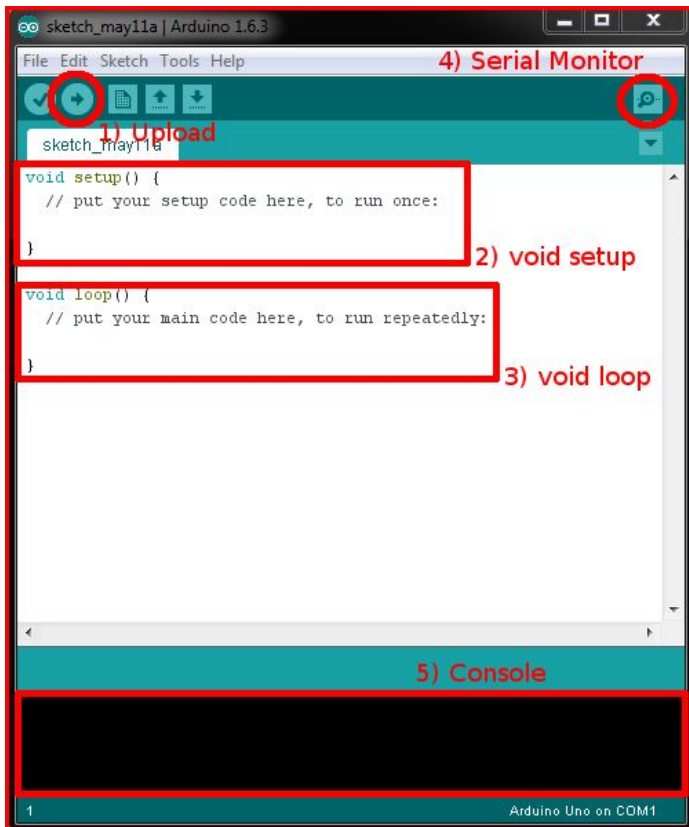 sketch_may11a | Arduino 1.6.3
File Edit Sketch Tools Help
4) Serial Monitor
1) Upload
sketch_may11a
void setup() {
// put your setup code here, to run once:
}
2) void setup
void loop() {
// put your main code here, to run repeatedly:
}
3) void loop
5) Console
1
Arduino Uno on COM1